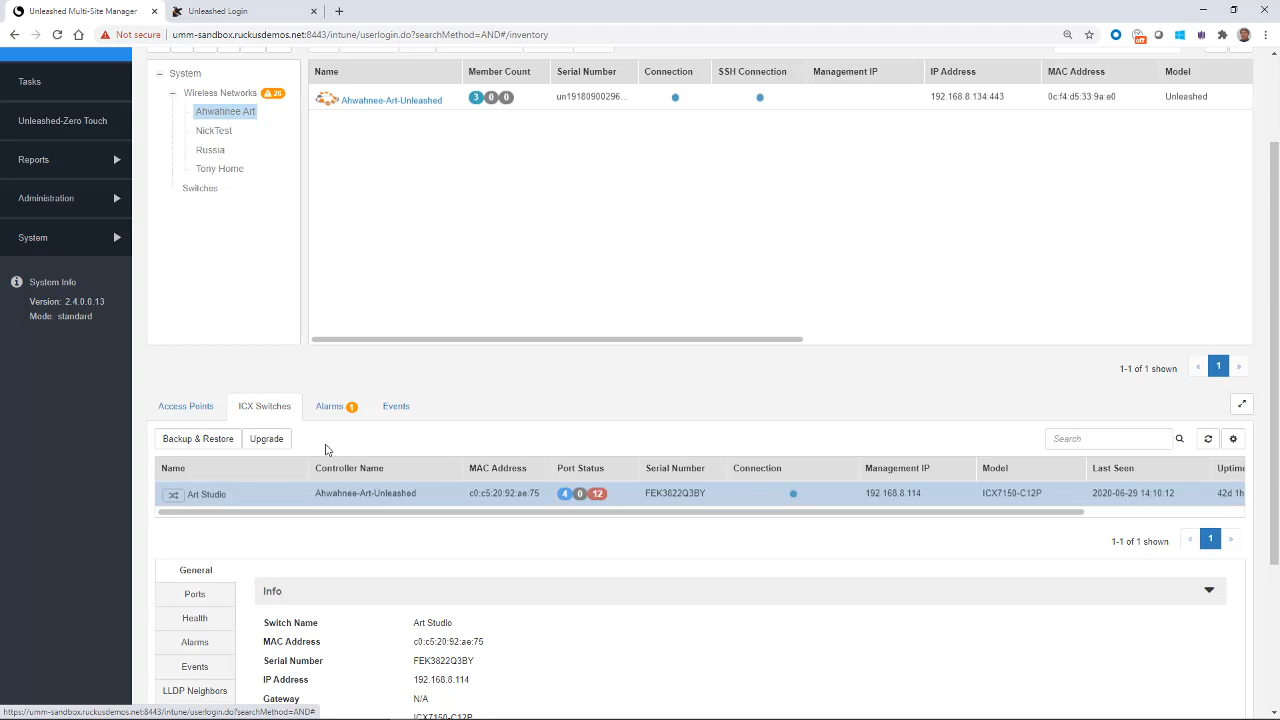 Unleashed Multi-Site Manager
Unleashed Login
Not secure
umm-sandbox.ruckusdemos.net:8443/intune/userlogin.do?searchMethod=AND#/inventory
Off
Tasks
Unleashed-Zero Touch
Reports
Administration
System
System Info
Version: 2.4.0.0.13
Mode: standard
System
Wireless Networks 26
Ahwahnee Art
NickTest
Russia
Tony Home
Switches
Name Member Count Serial Number Connection SSH Connection Management IP IP Address MAC Address Model
Ahwahnee-Art-Unleashed 3 0 0 un19180900296... 192.168.8.134:443 0c:f4:d5:33:9a:e0 Unleashed
1-1 of 1 shown « 1 »
Access Points ICX Switches Alarms 1 Events
Backup & Restore Upgrade Search
Name Controller Name MAC Address Port Status Serial Number Connection Management IP Model Last Seen Uptime
Art Studio Ahwahnee-Art-Unleashed c0:c5:20:92:ae:75 4 0 12 FEK3822Q3BY 192.168.8.114 ICX7150-C12P 2020-06-29 14:10:12 42d 1h
1-1 of 1 shown « 1 »
General
Ports
Health
Alarms
Events
LLDP Neighbors
Info
Switch Name Art Studio
MAC Address c0:c5:20:92:ae:75
Serial Number FEK3822Q3BY
IP Address 192.168.8.114
Gateway N/A
ICX7150-C12P
https://umm-sandbox.ruckusdemos.net:8443/intune/userlogin.do?searchMethod=AND#